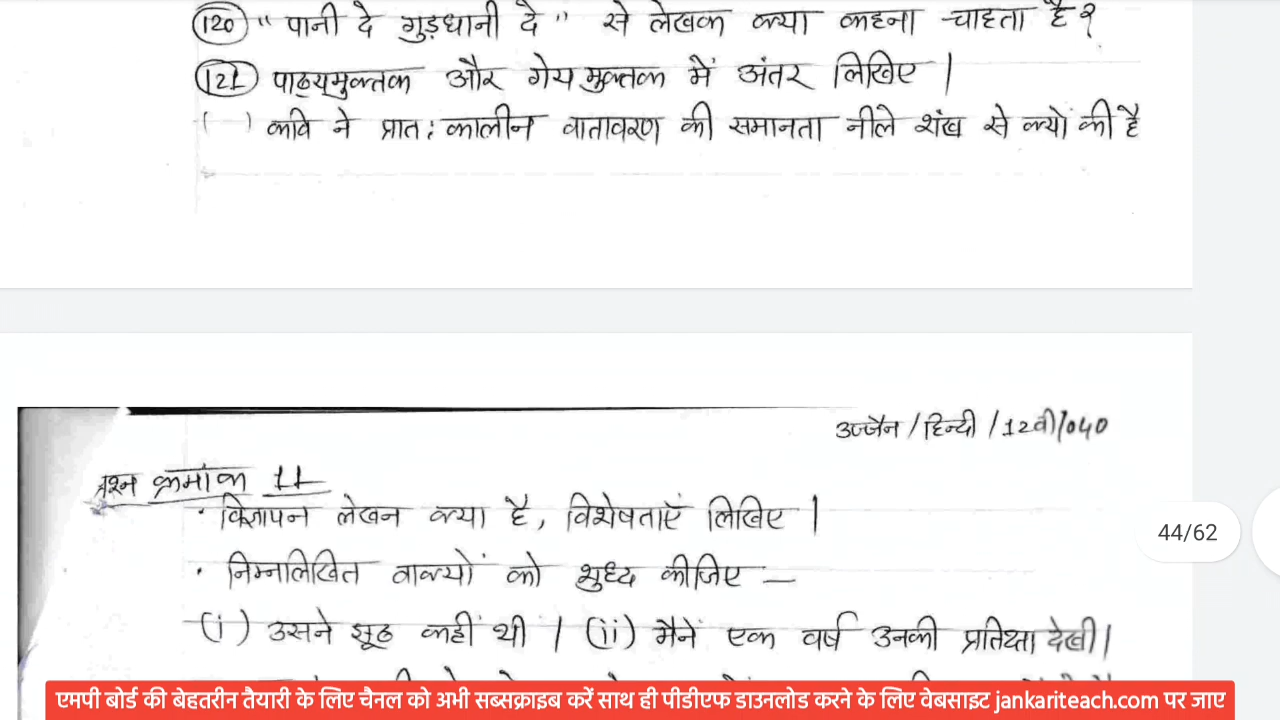 (120) " पानी दे गुड़धानी दे " से लेखक क्या कहना चाहता है ?
(121) पाठ्यमुक्तक और गेय मुक्तक में अंतर लिखिए |
( ) कवि ने प्रात: कालीन वातावरण की समानता नीले शंख से क्यों की है
उज्जैन / हिन्दी / 12वी/040
प्रश्न क्रमांक 11
• विज्ञापन लेखन क्या है, विशेषताएँ लिखिए |
44/62
• निम्नलिखित वाक्यों को शुध्द कीजिए –
(i) उसने झूठ कहीं थी | (ii) मैनें एक वर्ष उनकी प्रतिक्षा देखी|
एमपी बोर्ड की बेहतरीन तैयारी के लिए चैनल को अभी सब्सक्राइब करें साथ ही पीडीएफ डाउनलोड करने के लिए वेबसाइट jankariteach.com पर जाए